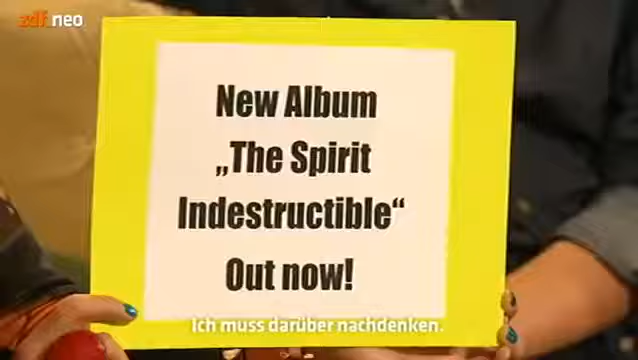 zdf.neo
New Album
„The Spirit
Indestructible“
Out now!
Ich muss darüber nachdenken.